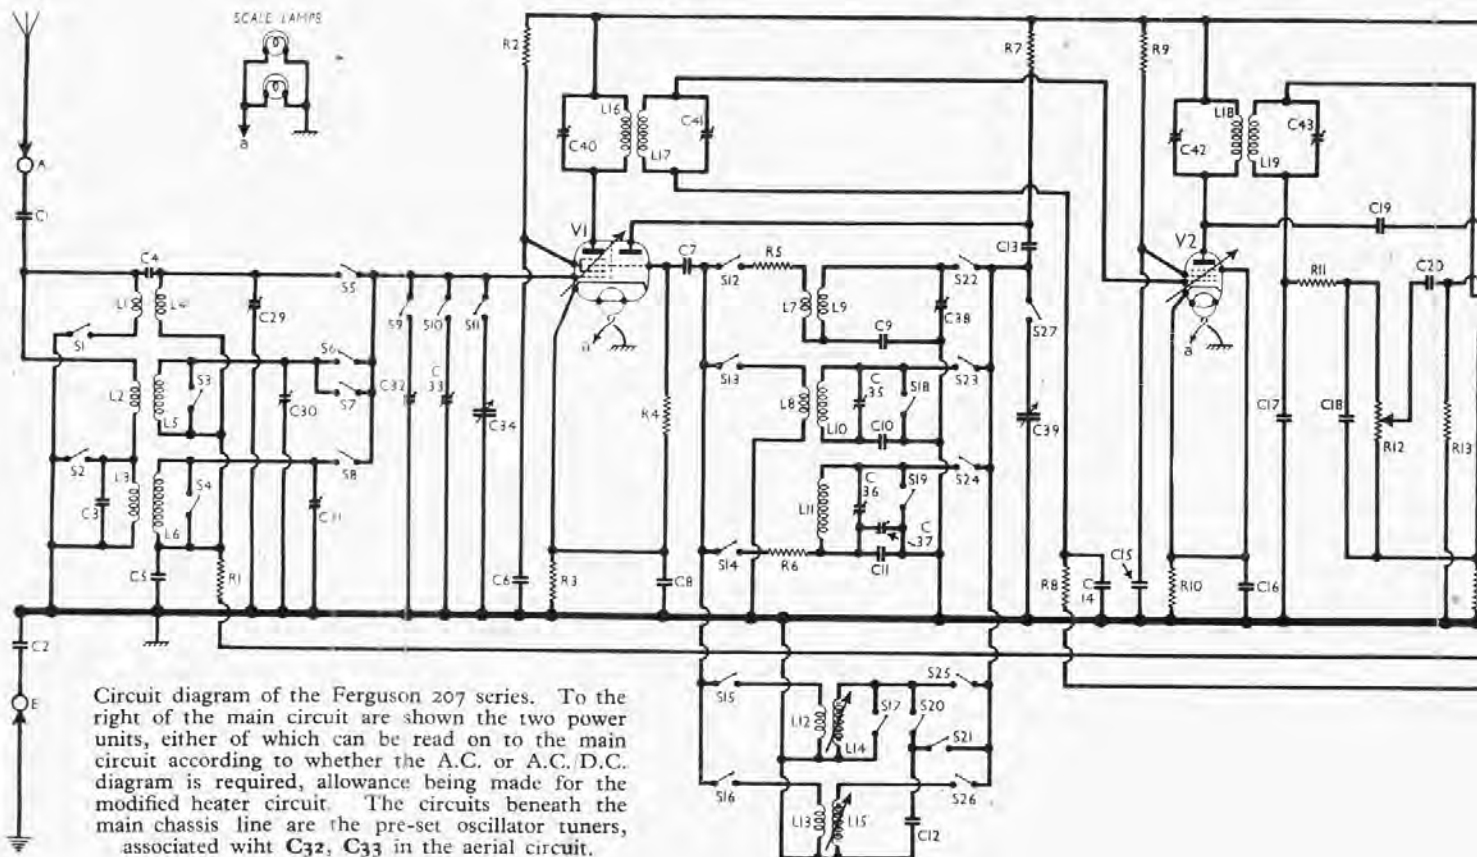 SCALE LAMPS
a
A
C1
C4
L1
L4
S1
C29
S5
L2
S3
L5
C30
S6
S7
S2
C3
L3
S4
L6
C31
S8
C5
R1
C2
E
S9
S10
S11
C32
C
33
C34
R2
C40
L16
L17
C41
V1
a
C6
R3
R4
C8
C7
S12
R5
L7
L9
C9
C38
S22
S13
L8
L10
C
35
S18
C10
S23
L11
C
36
S19
C
37
C11
S24
S14
R6
R7
C13
S27
C39
R8
C
14
C15
R9
C42
L18
L19
C43
V2
a
R10
C16
C19
R11
C17
C18
R12
C20
R13
S15
L12
L14
S17
S20
S25
S21
S16
L13
L15
C12
S26
Circuit diagram of the Ferguson 207 series. To the
right of the main circuit are shown the two power
units, either of which can be read on to the main
circuit according to whether the A.C. or A.C./D.C.
diagram is required, allowance being made for the
modified heater circuit. The circuits beneath the
main chassis line are the pre-set oscillator tuners,
associated wiht C32, C33 in the aerial circuit.